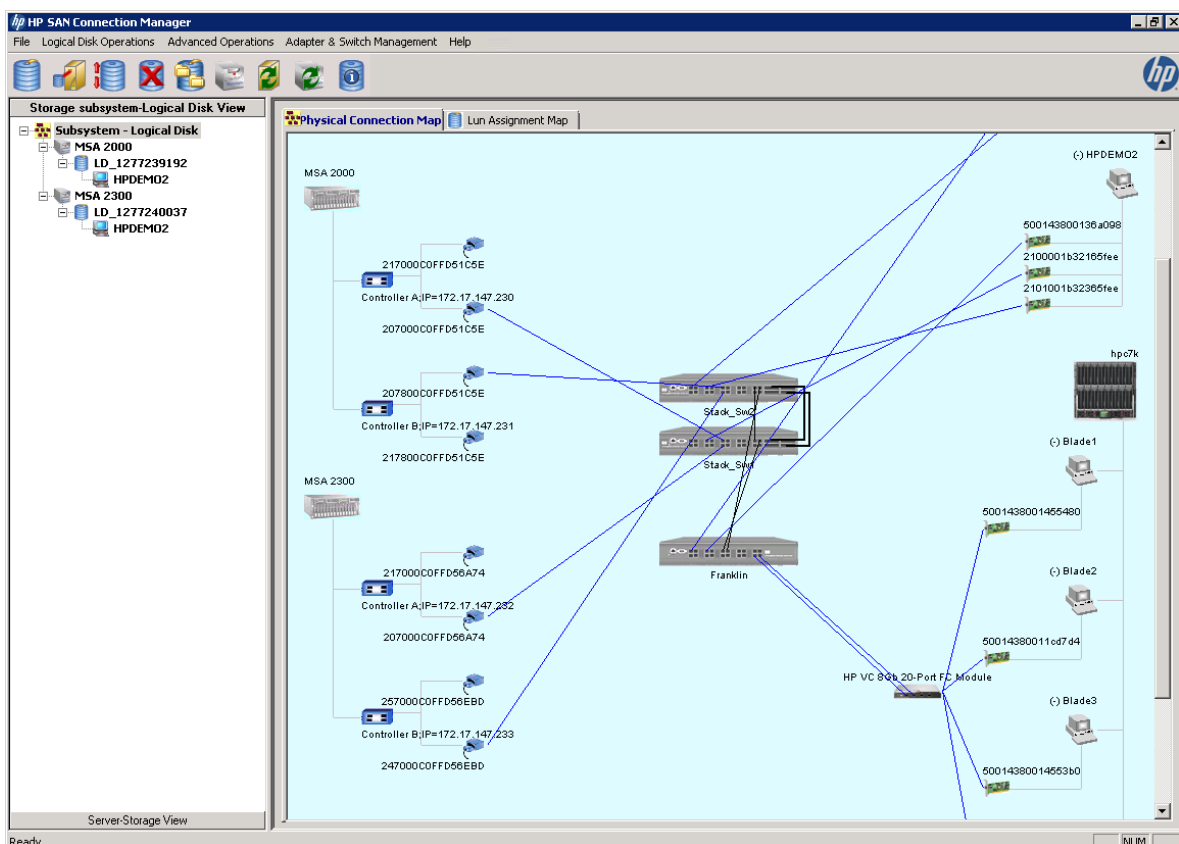 hp HP SAN Connection Manager
File Logical Disk Operations Advanced Operations Adapter & Switch Management Help
hp
Storage subsystem-Logical Disk View
Subsystem - Logical Disk
MSA 2000
LD_1277239192
HPDEMO2
MSA 2300
LD_1277240037
HPDEMO2
Server-Storage View
Physical Connection Map
Lun Assignment Map
MSA 2000
217000C0FFD51C5E
Controller A;IP=172.17.147.230
207000C0FFD51C5E
207800C0FFD51C5E
Controller B;IP=172.17.147.231
217800C0FFD51C5E
MSA 2300
217000C0FFD56A74
Controller A;IP=172.17.147.232
207000C0FFD56A74
257000C0FFD56EBD
Controller B;IP=172.17.147.233
247000C0FFD56EBD
Stack_Sw2
Stack_Sw1
Franklin
HP VC 8Gb 20-Port FC Module
(-) HPDEMO2
500143800136a098
2100001b32165fee
2101001b32365fee
hpc7k
(-) Blade1
5001438001455480
(-) Blade2
50014380011cd7d4
(-) Blade3
50014380014553b0
Ready
NUM